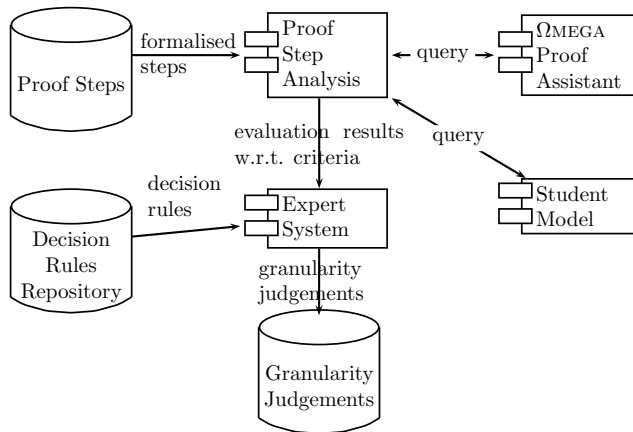 Proof Steps
formalised
steps
Proof
Step
Analysis
query
ΩMEGA
Proof
Assistant
evaluation results
w.r.t. criteria
query
Decision
Rules
Repository
decision
rules
Expert
System
Student
Model
granularity
judgements
Granularity
Judgements